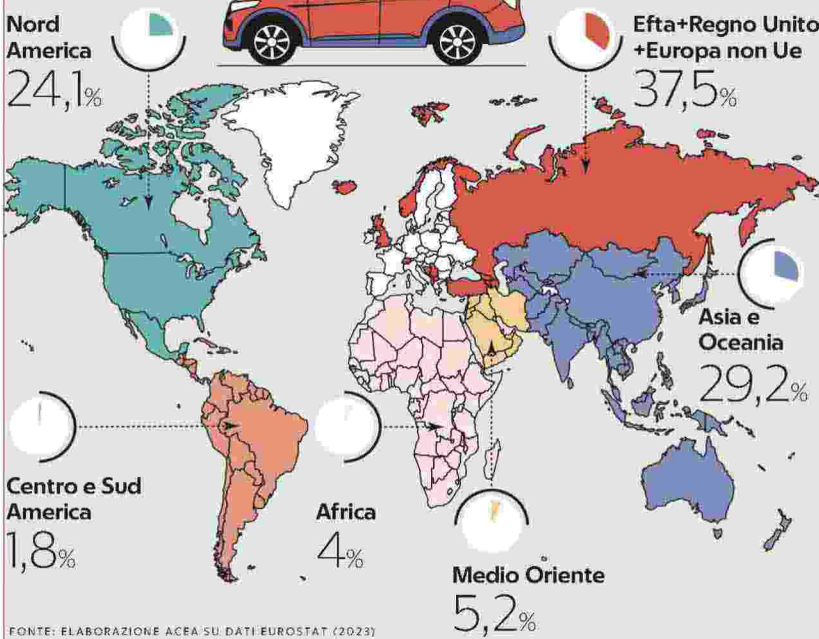 Nord
America
24,1%
Efta+Regno Unito
+Europa non Ue
37,5%
Asia e
Oceania
29,2%
Centro e Sud
America
1,8%
Africa
4%
Medio Oriente
5,2%
FONTE: ELABORAZIONE ACEA SU DATI EUROSTAT (2023)